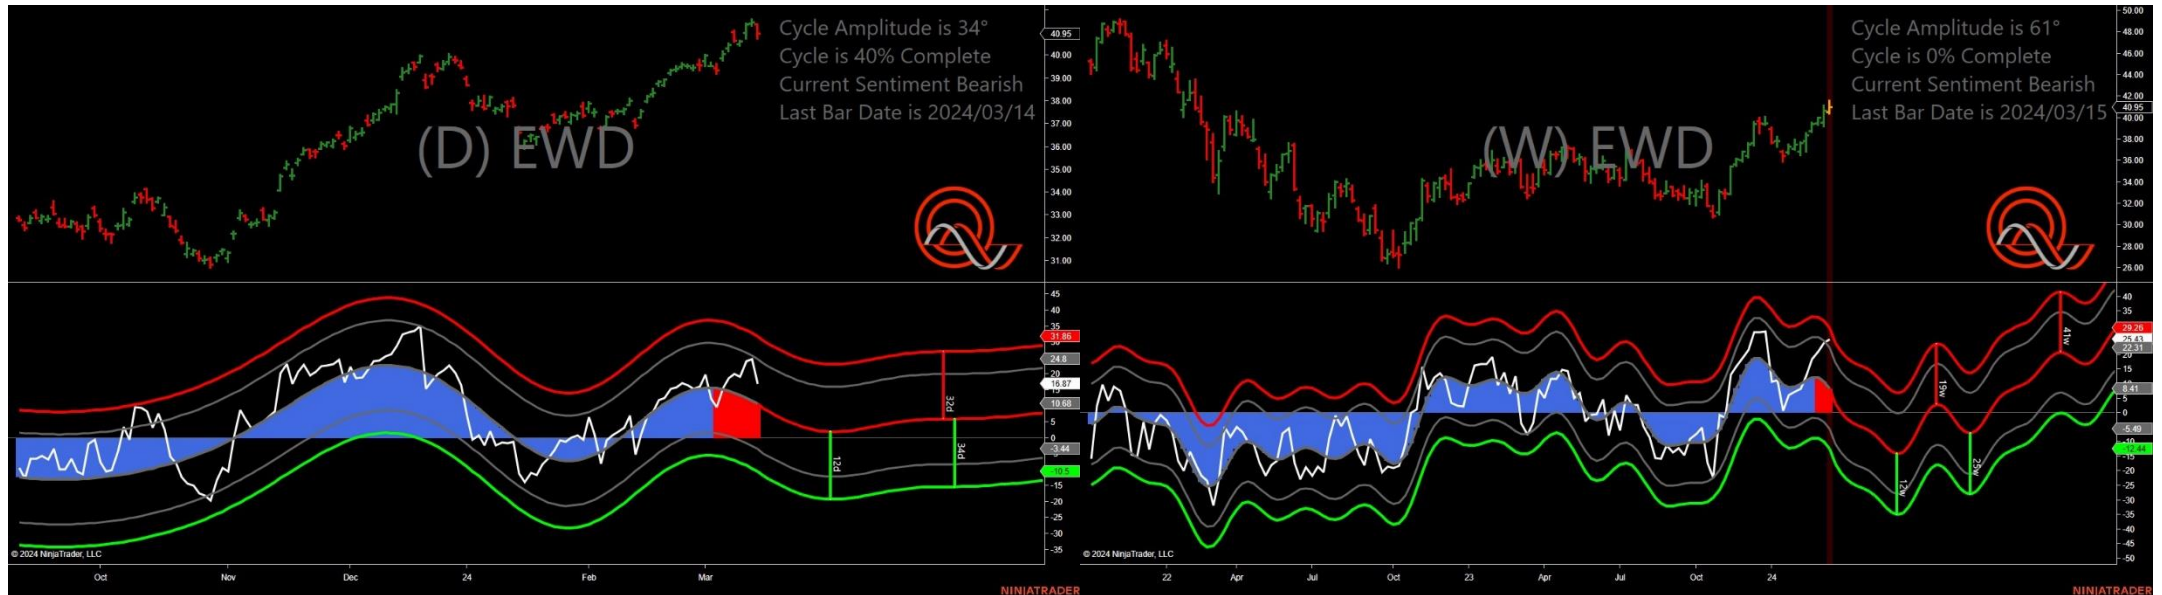 Cycle Amplitude is 34°
Cycle is 40% Complete
Current Sentiment Bearish
Last Bar Date is 2024/03/14
(D) EWD
40.95
40.00
39.00
38.00
37.00
36.00
35.00
34.00
33.00
32.00
31.00
45
40
35
31.86
24.8
20
16.87
10.68
5
0
-3.44
-10.5
-15
-20
-25
-30
-35
12d
32d
34d
© 2024 NinjaTrader, LLC
Oct
Nov
Dec
24
Feb
Mar
NINJATRADER
Cycle Amplitude is 61°
Cycle is 0% Complete
Current Sentiment Bearish
Last Bar Date is 2024/03/15
(W) EWD
50.00
48.00
46.00
44.00
42.00
40.95
40.00
38.00
36.00
34.00
32.00
30.00
28.00
26.00
40
35
29.26
25.43
22.31
15
8.41
5
0
-5.49
-12.44
-15
-20
-25
-30
-35
-40
-45
-50
12w
19w
25w
41w
© 2024 NinjaTrader, LLC
22
Apr
Jul
Oct
23
Apr
Jul
Oct
24
NINJATRADER